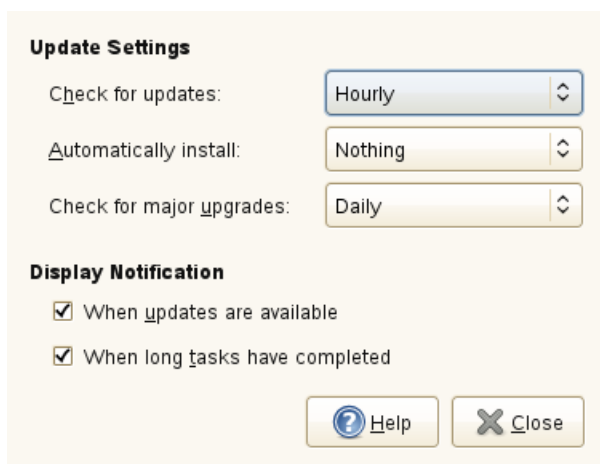 Update Settings
Check for updates: Hourly
Automatically install: Nothing
Check for major upgrades: Daily
Display Notification
When updates are available
When long tasks have completed
Help Close